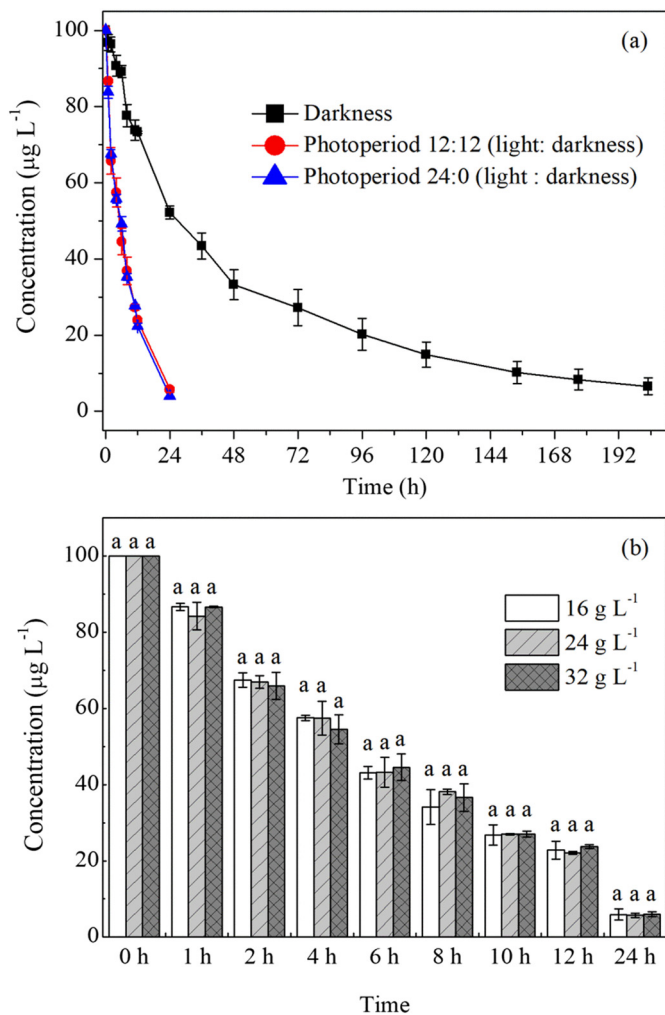 (a)
100
80
60
40
20
0
Concentration (µg L⁻¹)
Darkness
Photoperiod 12:12 (light: darkness)
Photoperiod 24:0 (light : darkness)
0 24 48 72 96 120 144 168 192
Time (h)
(b)
100
80
60
40
20
0
Concentration (µg L⁻¹)
a a a
a a a
a a a
a a a
a a a
a a a
a a a
a a a
a a a
16 g L⁻¹
24 g L⁻¹
32 g L⁻¹
0 h 1 h 2 h 4 h 6 h 8 h 10 h 12 h 24 h
Time